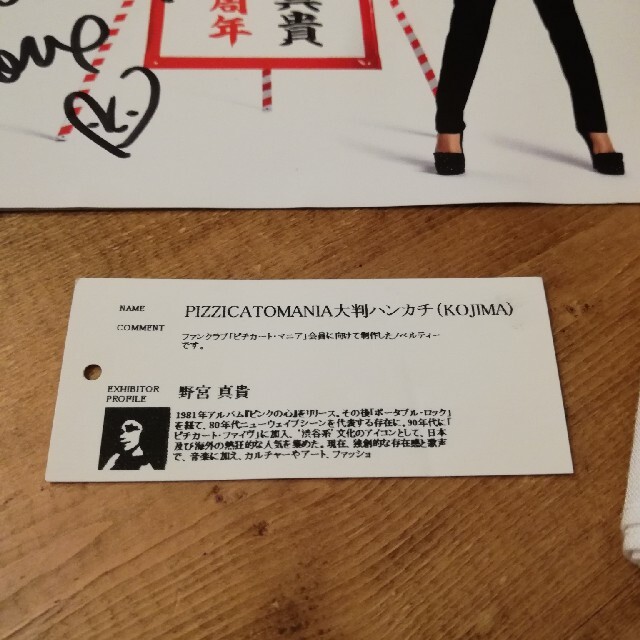 貴
周年
NAME
PIZZICATOMANIA大判ハンカチ(KOJIMA)
COMMENT
ファンクラブ「ピチカート・マニア」会員に向けて制作したノベルティー
です。
EXHIBITOR
PROFILE
野宮 真貴
1981年アルバム『ピンクの心』をリリース。その後「ポータブル・ロック」
を経て、80年代ニューウェイブシーンを代表する存在に。90年代に「
ピチカート・ファイヴ」に加入。“渋谷系”文化のアイコンとして、日本
及び海外の熱狂的な人気を集めた。現在、独創的な存在感と歌声
で、音楽に加え、カルチャーやアート、ファッショ